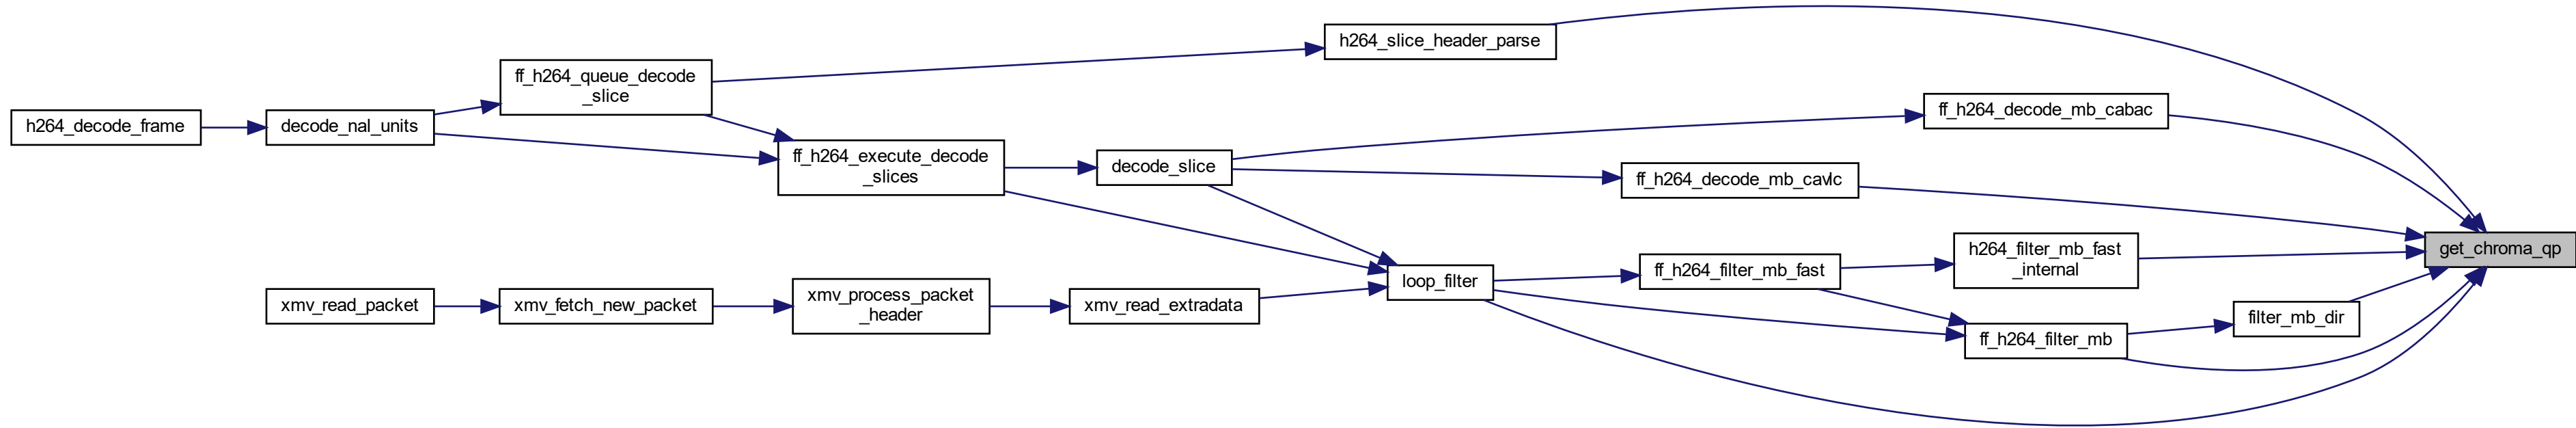 h264_slice_header_parse
ff_h264_queue_decode
_slice
h264_decode_frame
decode_nal_units
ff_h264_execute_decode
_slices
decode_slice
ff_h264_decode_mb_cabac
ff_h264_decode_mb_cavlc
get_chroma_qp
h264_filter_mb_fast
_internal
ff_h264_filter_mb_fast
loop_filter
filter_mb_dir
ff_h264_filter_mb
xmv_read_packet
xmv_fetch_new_packet
xmv_process_packet
_header
xmv_read_extradata